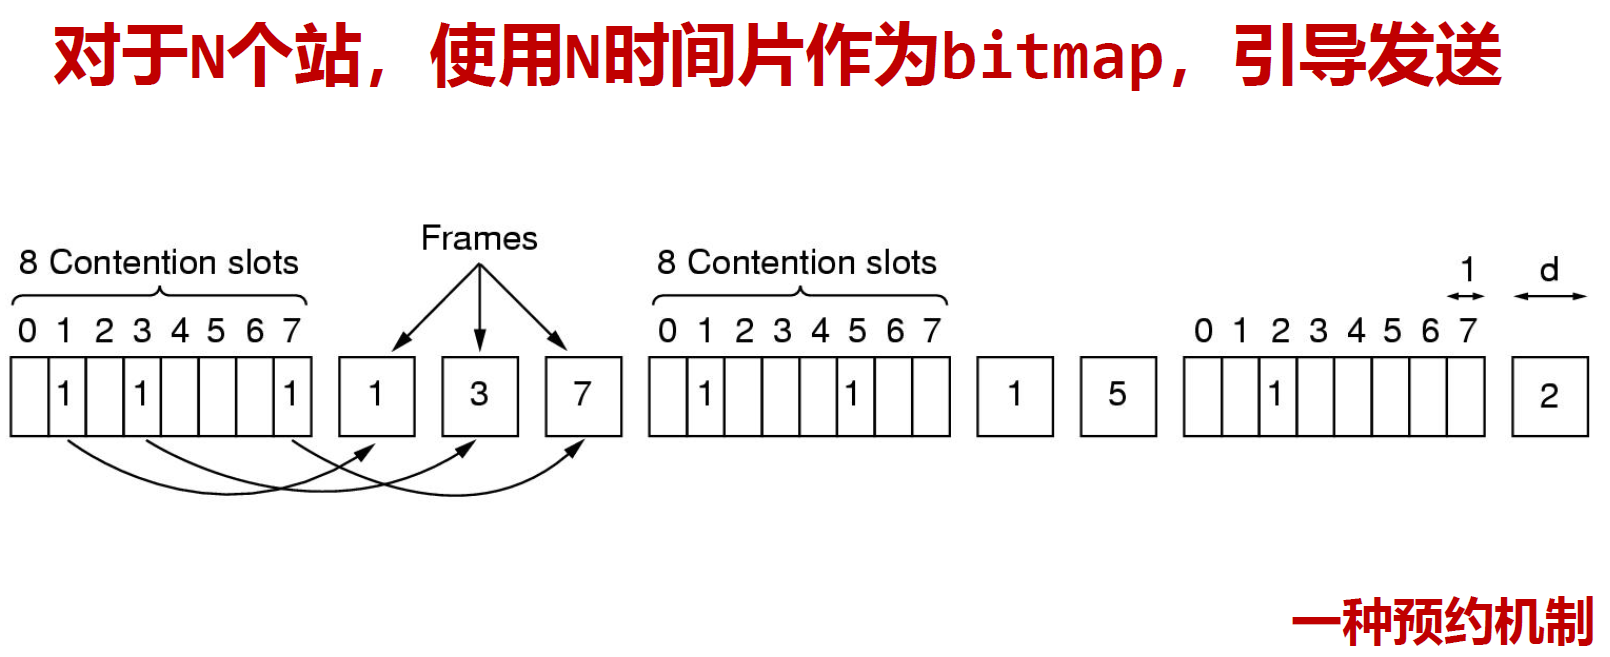 对于N个站，使用N时间片作为bitmap，引导发送
Frames
8 Contention slots
8 Contention slots
1
d
0 1 2 3 4 5 6 7
0 1 2 3 4 5 6 7
0 1 2 3 4 5 6 7
1 1 1
1 3 7
1 1
1 5
1
2
一种预约机制